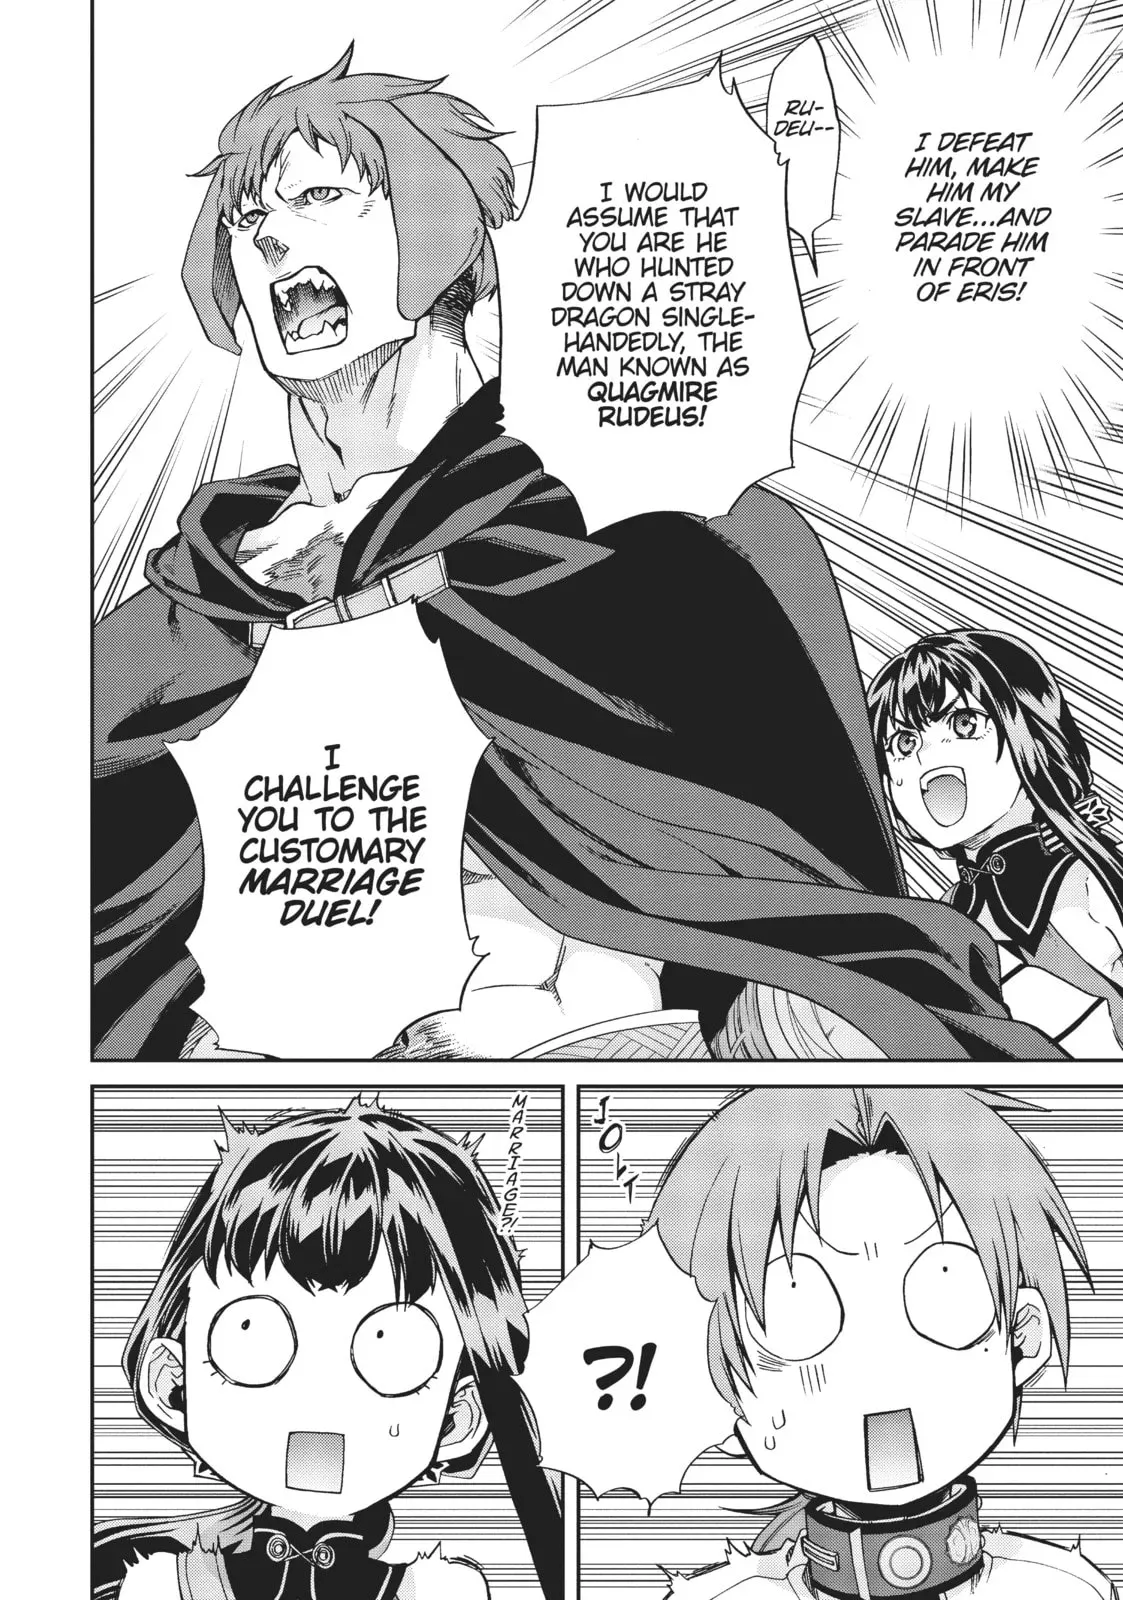 I DEFEAT
HIM, MAKE
HIM MY
SLAVE...AND
PARADE HIM
IN FRONT
OF ERIS!
RU-
DEU--
I WOULD
ASSUME THAT
YOU ARE HE
WHO HUNTED
DOWN A STRAY
DRAGON SINGLE-
HANDEDLY, THE
MAN KNOWN AS
QUAGMIRE
RUDEUS!
I
CHALLENGE
YOU TO THE
CUSTOMARY
MARRIAGE
DUEL!
JOLT
?!
MARRIAGE?!